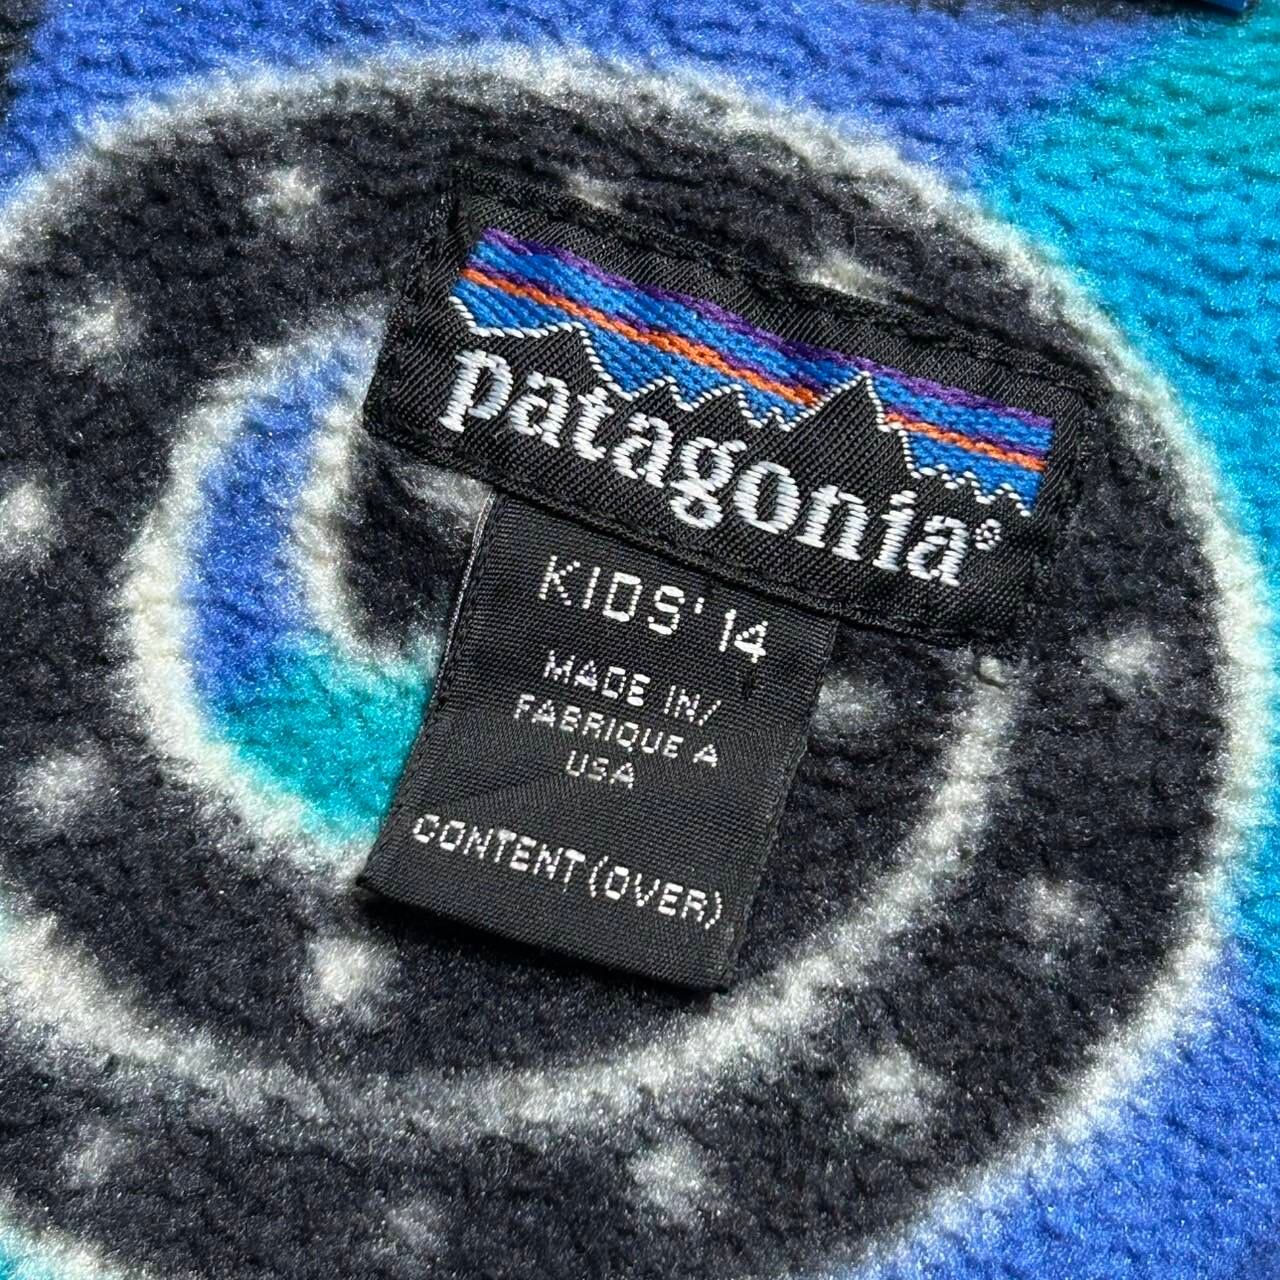 patagonia®
KIDS' 14
MADE IN/
FABRIQUE A
USA
CONTENT (OVER)